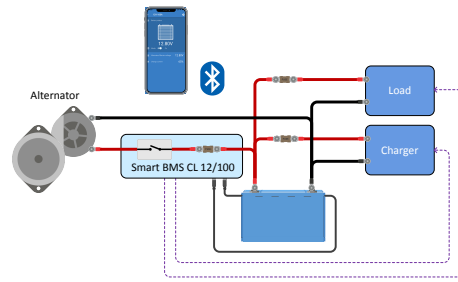 12.80V
Alternator
Load
Charger
Smart BMS CL 12/100